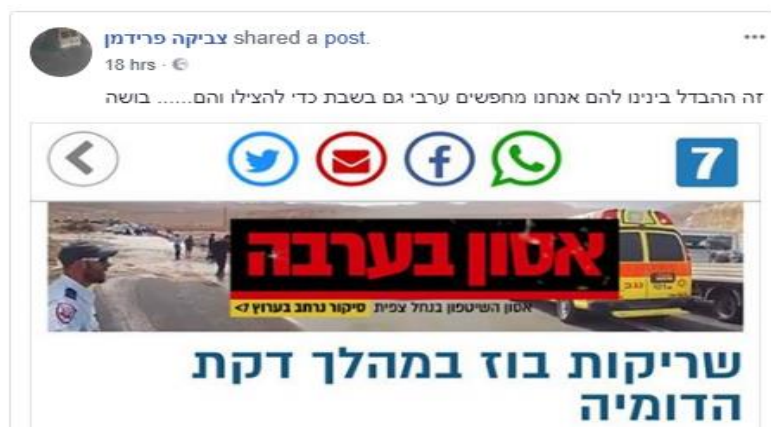 צביקה פרידמן shared a post.
18 hrs
זה ההבדל בינינו להם אנחנו מחפשים ערבי גם בשבת כדי להצילו והם...... בושה
7
אסון בערבה
אסון השיטפון בנחל צפית סיקור נרחב בערוץ 7>
שריקות בוז במהלך דקת
הדומיה